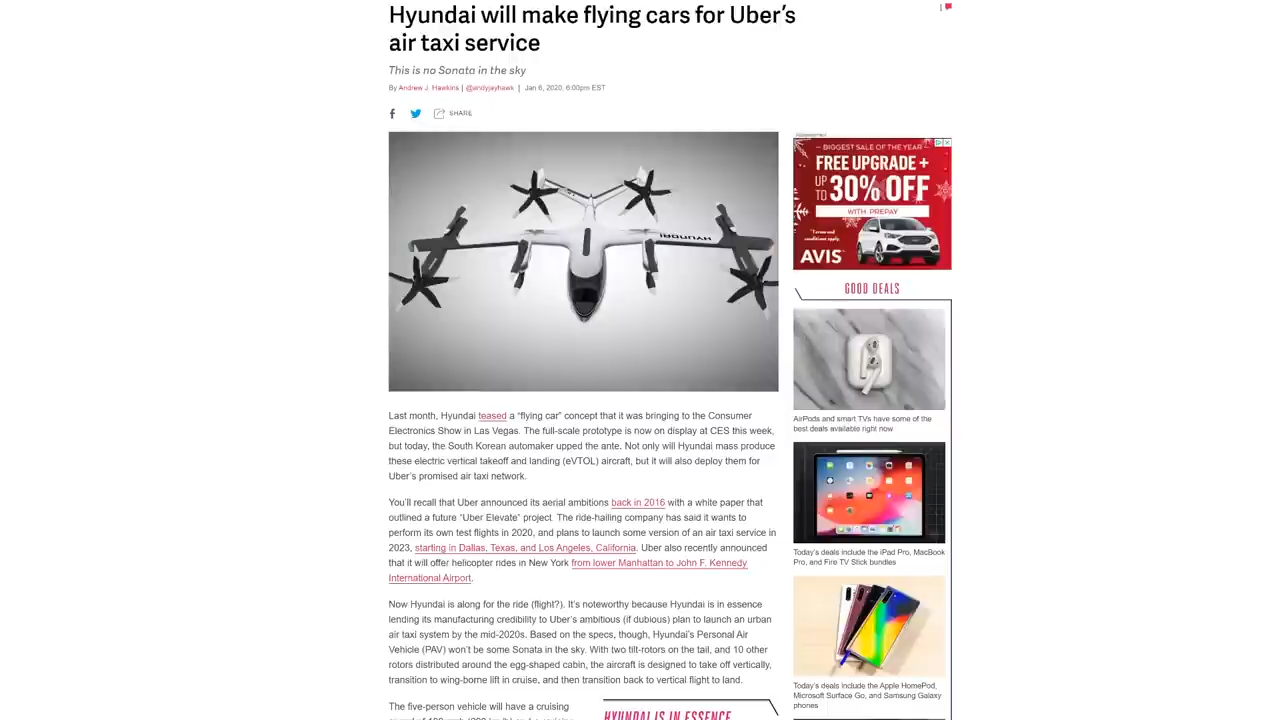 Hyundai will make flying cars for Uber's
air taxi service
This is no Sonata in the sky
By Andrew J. Hawkins | @andyjayhawk | Jan 6, 2020, 6:00pm EST
SHARE
HYUNDAI
BIGGEST SALE OF THE YEAR
FREE UPGRADE +
UP TO 30% OFF
WITH PREPAY
*Terms and
conditions apply.
AVIS
GOOD DEALS
AirPods and smart TVs have some of the
best deals available right now
Today's deals include the iPad Pro, MacBook
Pro, and Fire TV Stick bundles
Today's deals include the Apple HomePod,
Microsoft Surface Go, and Samsung Galaxy
phones
Last month, Hyundai teased a "flying car" concept that it was bringing to the Consumer
Electronics Show in Las Vegas. The full-scale prototype is now on display at CES this week,
but today, the South Korean automaker upped the ante. Not only will Hyundai mass produce
these electric vertical takeoff and landing (eVTOL) aircraft, but it will also deploy them for
Uber's promised air taxi network.
You'll recall that Uber announced its aerial ambitions back in 2016 with a white paper that
outlined a future "Uber Elevate" project. The ride-hailing company has said it wants to
perform its own test flights in 2020, and plans to launch some version of an air taxi service in
2023, starting in Dallas, Texas, and Los Angeles, California. Uber also recently announced
that it will offer helicopter rides in New York from lower Manhattan to John F. Kennedy
International Airport.
Now Hyundai is along for the ride (flight?). It's noteworthy because Hyundai is in essence
lending its manufacturing credibility to Uber's ambitious (if dubious) plan to launch an urban
air taxi system by the mid-2020s. Based on the specs, though, Hyundai's Personal Air
Vehicle (PAV) won't be some Sonata in the sky. With two tilt-rotors on the tail, and 10 other
rotors distributed around the egg-shaped cabin, the aircraft is designed to take off vertically,
transition to wing-borne lift in cruise, and then transition back to vertical flight to land.
The five-person vehicle will have a cruising
HYUNDAI IS IN ESSENCE